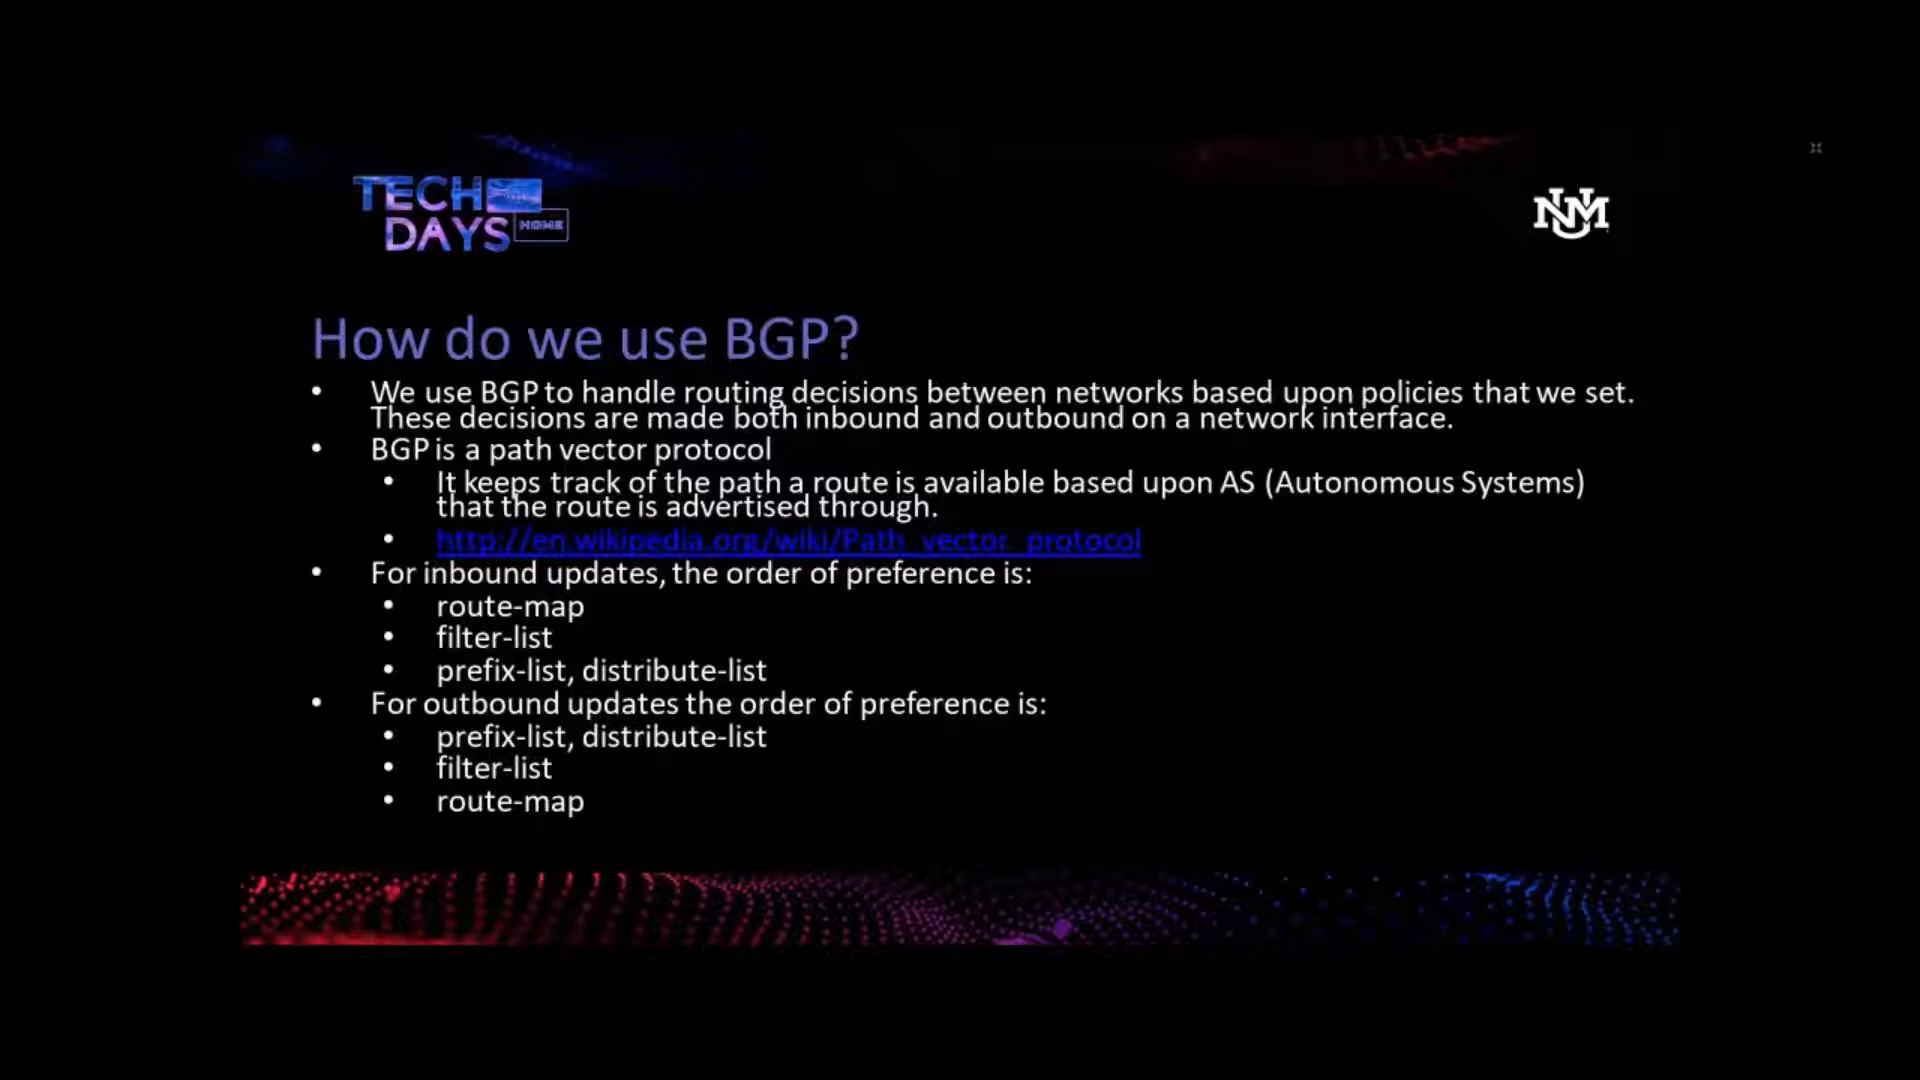 TECH
DAYS HOME
UNM
How do we use BGP?
• We use BGP to handle routing decisions between networks based upon policies that we set.
These decisions are made both inbound and outbound on a network interface.
• BGP is a path vector protocol
• It keeps track of the path a route is available based upon AS (Autonomous Systems)
that the route is advertised through.
• http://en.wikipedia.org/wiki/Path_vector_protocol
• For inbound updates, the order of preference is:
• route-map
• filter-list
• prefix-list, distribute-list
• For outbound updates the order of preference is:
• prefix-list, distribute-list
• filter-list
• route-map